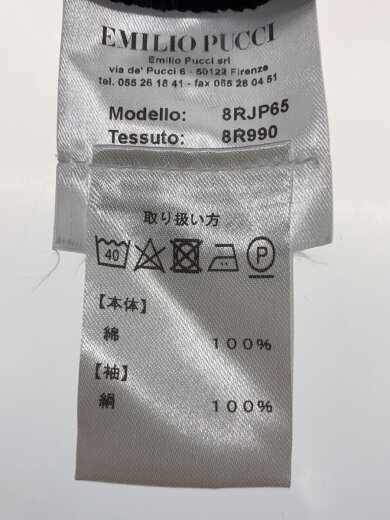 EMILIO PUCCI
Emilio Pucci srl
via de' Pucci 6 - 50122 Firenze
tel. 055 26 18 41 - fax 055 28 04 51
Modello: 8RJP65
Tessuto: 8R990
取り扱い方
40 P
【本体】
綿 100%
【袖】
絹 100%